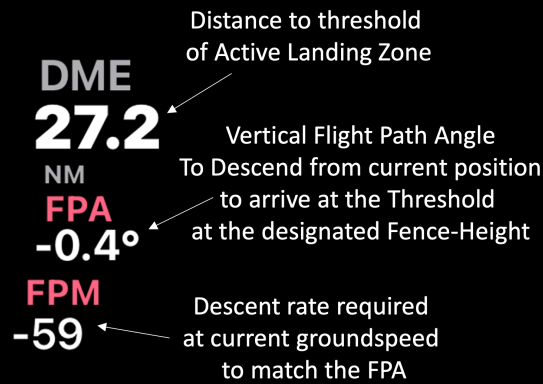 Distance to threshold
of Active Landing Zone
DME
27.2
NM
Vertical Flight Path Angle
To Descend from current position
to arrive at the Threshold
at the designated Fence-Height
FPA
-0.4°
FPM
-59
Descent rate required
at current groundspeed
to match the FPA